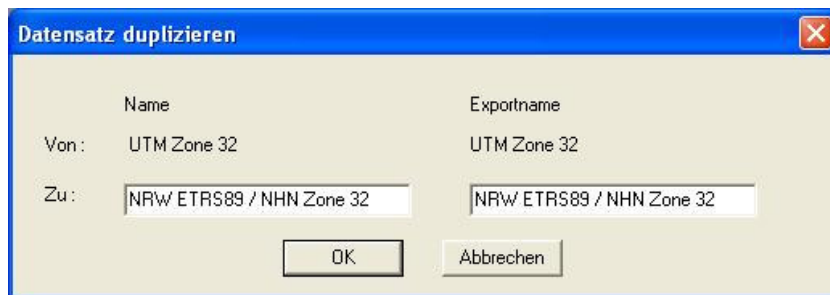 Datensatz duplizieren
Name Exportname
Von : UTM Zone 32 UTM Zone 32
Zu : NRW ETRS89 / NHN Zone 32 NRW ETRS89 / NHN Zone 32
OK Abbrechen